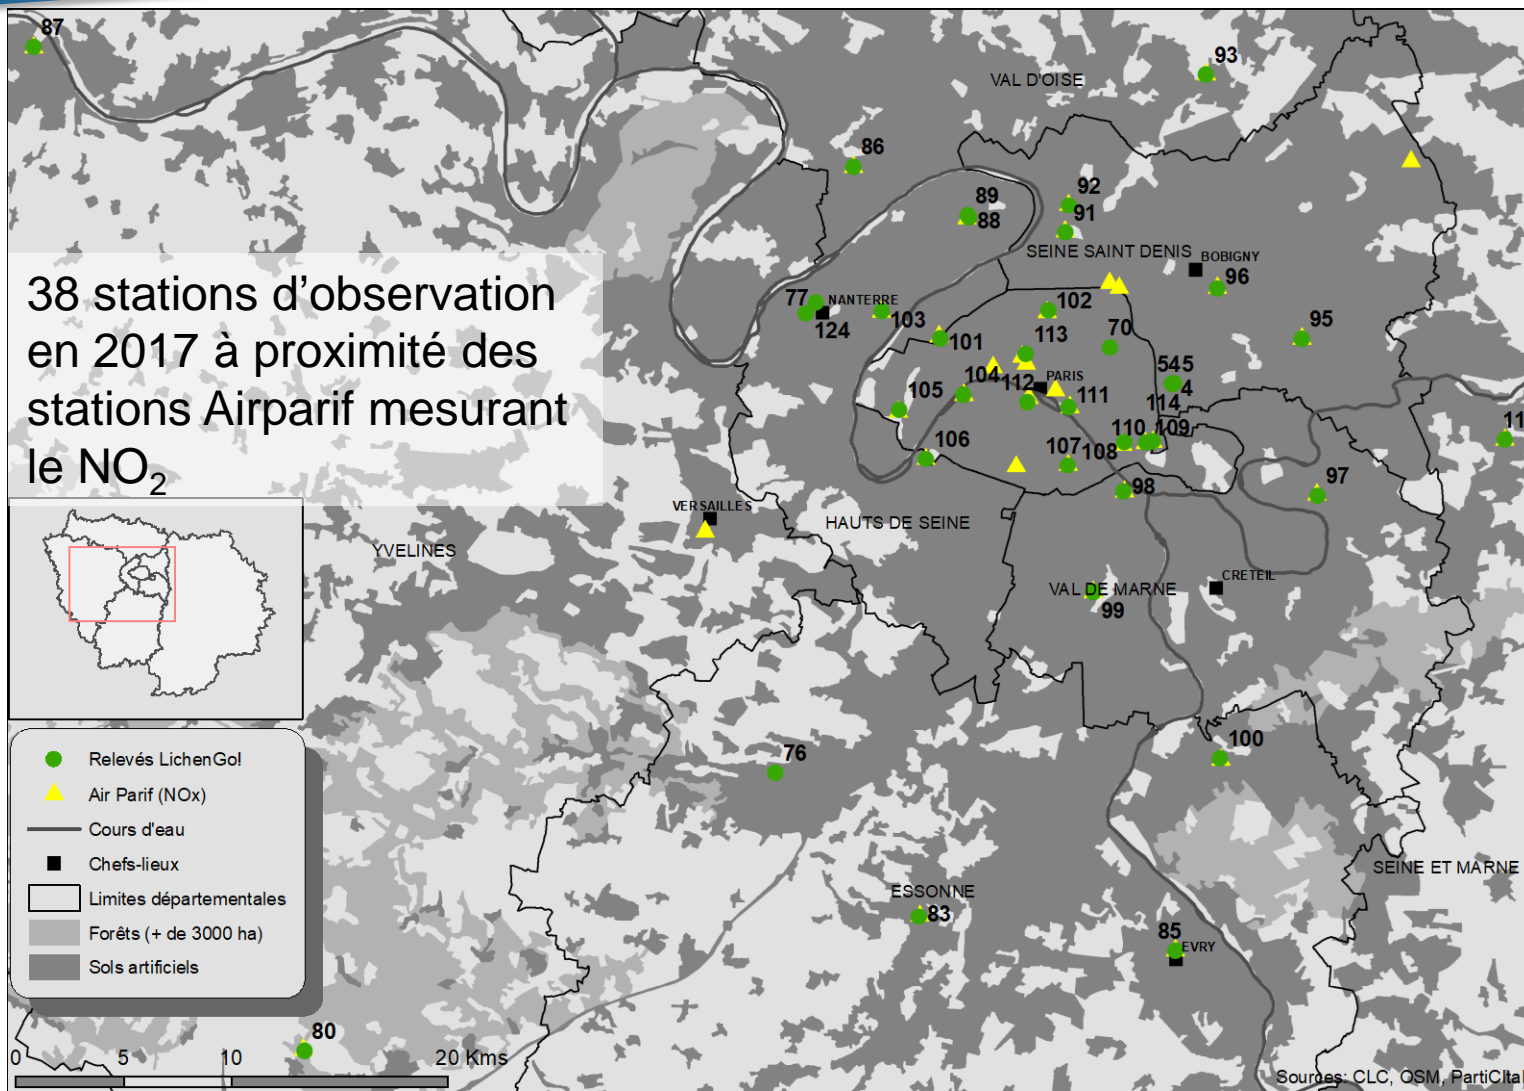 87
93
VAL D'OISE
86
92
89
91
88
SEINE SAINT DENIS
BOBIGNY
96
38 stations d'observation
en 2017 à proximité des
stations Airparif mesurant
le NO₂
77
NANTERRE
102
103
124
113
70
95
101
545
104
112
PARIS
4
105
111
114
11
110
109
106
107
108
97
98
VERSAILLES
HAUTS DE SEINE
YVELINES
CRETEIL
VAL DE MARNE
99
100
76
Relevés LichenGo!
Air Parif (NOx)
Cours d'eau
Chefs-lieux
Limites départementales
Forêts (+ de 3000 ha)
Sols artificiels
SEINE ET MARNE
ESSONNE
83
85
EVRY
80
0 5 10 20 Kms
Sources: CLC, OSM, PartiCIta